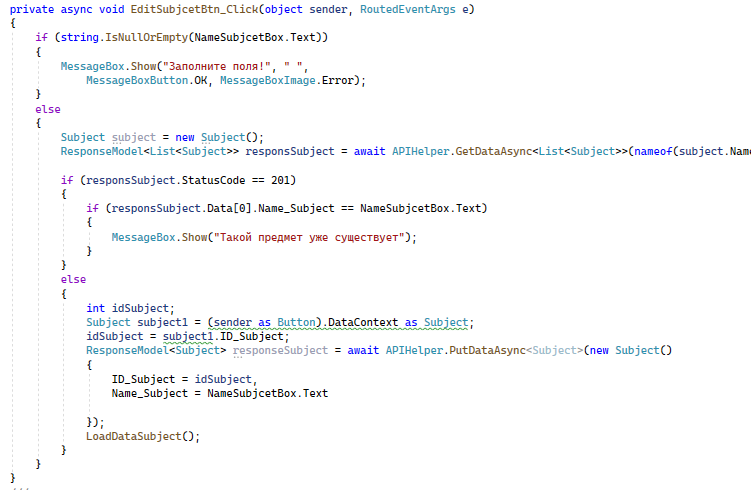 private async void EditSubjcetBtn_Click(object sender, RoutedEventArgs e)
{
    if (string.IsNullOrEmpty(NameSubjcetBox.Text))
    {
        MessageBox.Show("Заполните поля!", " ",
            MessageBoxButton.OK, MessageBoxImage.Error);
    }
    else
    {
        Subject subject = new Subject();
        ResponseModel<List<Subject>> responsSubject = await APIHelper.GetDataAsync<List<Subject>>(nameof(subject.Name
        if (responsSubject.StatusCode == 201)
        {
            if (responsSubject.Data[0].Name_Subject == NameSubjcetBox.Text)
            {
                MessageBox.Show("Такой предмет уже существует");
            }
        }
        else
        {
            int idSubject;
            Subject subject1 = (sender as Button).DataContext as Subject;
            idSubject = subject1.ID_Subject;
            ResponseModel<Subject> responseSubject = await APIHelper.PutDataAsync<Subject>(new Subject()
            {
                ID_Subject = idSubject,
                Name_Subject = NameSubjcetBox.Text
            });
            LoadDataSubject();
        }
    }
}